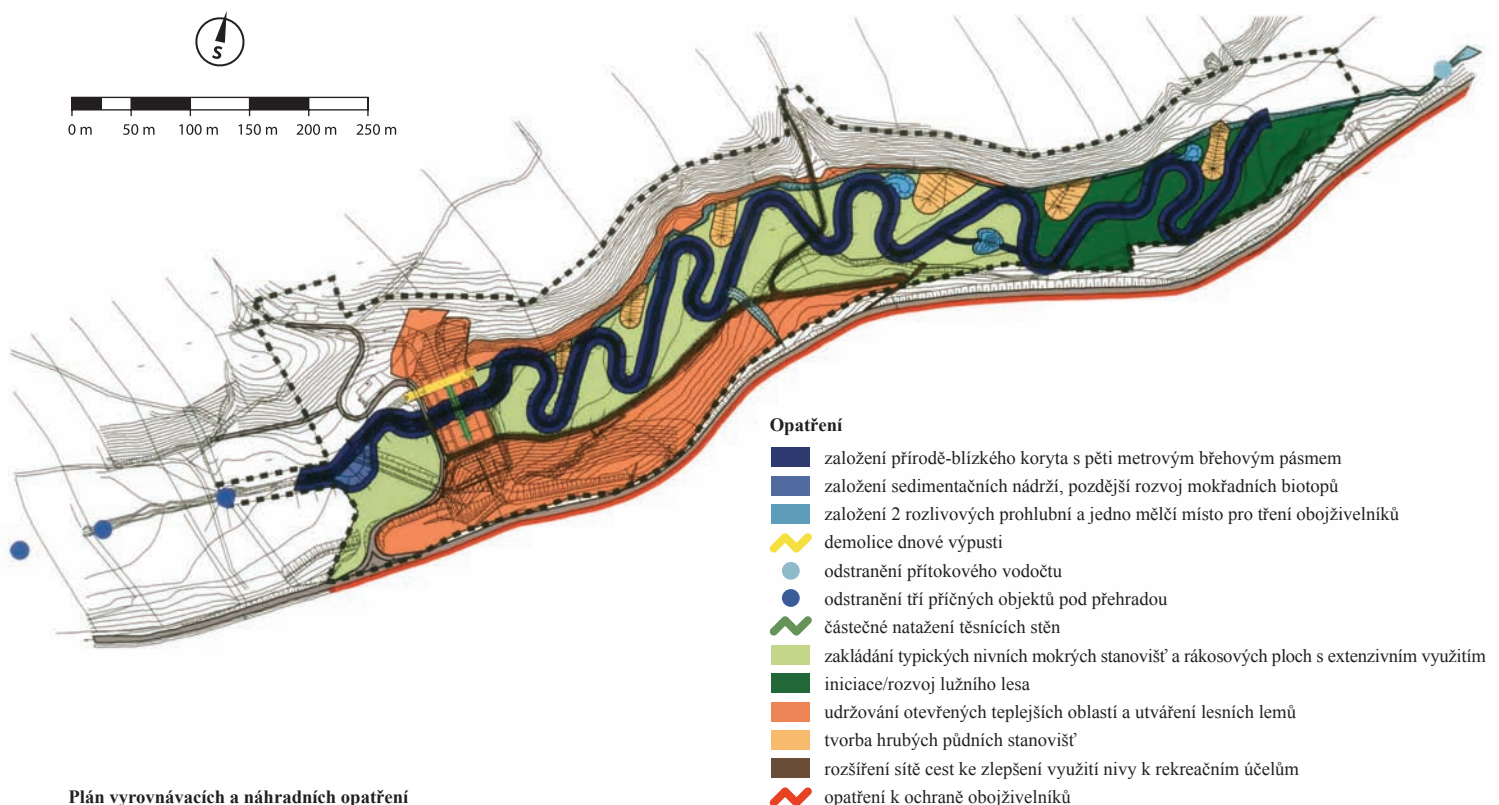 S
0 m 50 m 100 m 150 m 200 m 250 m
Opatření
založení přírodě-blízkého koryta s pěti metrovým břehovým pásmem
založení sedimentačních nádrží, pozdější rozvoj mokřadních biotopů
založení 2 rozlivových prohlubní a jedno mělčí místo pro tření obojživelníků
demolice dnové výpusti
odstranění přítokového vodočtu
odstranění tří příčných objektů pod přehradou
částečné natažení těsnících stěn
zakládání typických nivních mokrých stanovišť a rákosových ploch s extenzivním využitím
iniciace/rozvoj lužního lesa
udržování otevřených teplejších oblastí a utváření lesních lemů
tvorba hrubých půdních stanovišť
rozšíření sítě cest ke zlepšení využití nivy k rekreačním účelům
opatření k ochraně obojživelníků
Plán vyrovnávacích a náhradních opatření